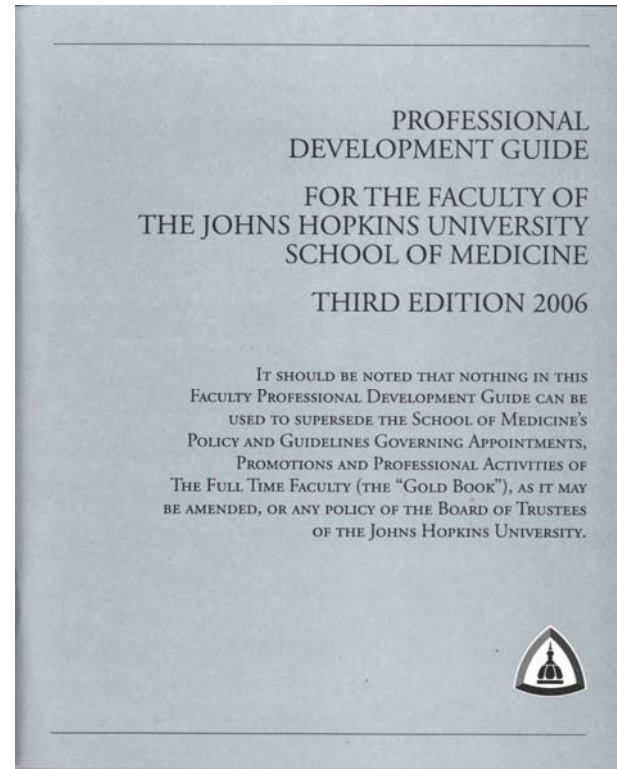 PROFESSIONAL
DEVELOPMENT GUIDE
FOR THE FACULTY OF
THE JOHNS HOPKINS UNIVERSITY
SCHOOL OF MEDICINE
THIRD EDITION 2006
IT SHOULD BE NOTED THAT NOTHING IN THIS
FACULTY PROFESSIONAL DEVELOPMENT GUIDE CAN BE
USED TO SUPERSEDE THE SCHOOL OF MEDICINE'S
POLICY AND GUIDELINES GOVERNING APPOINTMENTS,
PROMOTIONS AND PROFESSIONAL ACTIVITIES OF
THE FULL TIME FACULTY (THE “GOLD BOOK”), AS IT MAY
BE AMENDED, OR ANY POLICY OF THE BOARD OF TRUSTEES
OF THE JOHNS HOPKINS UNIVERSITY.